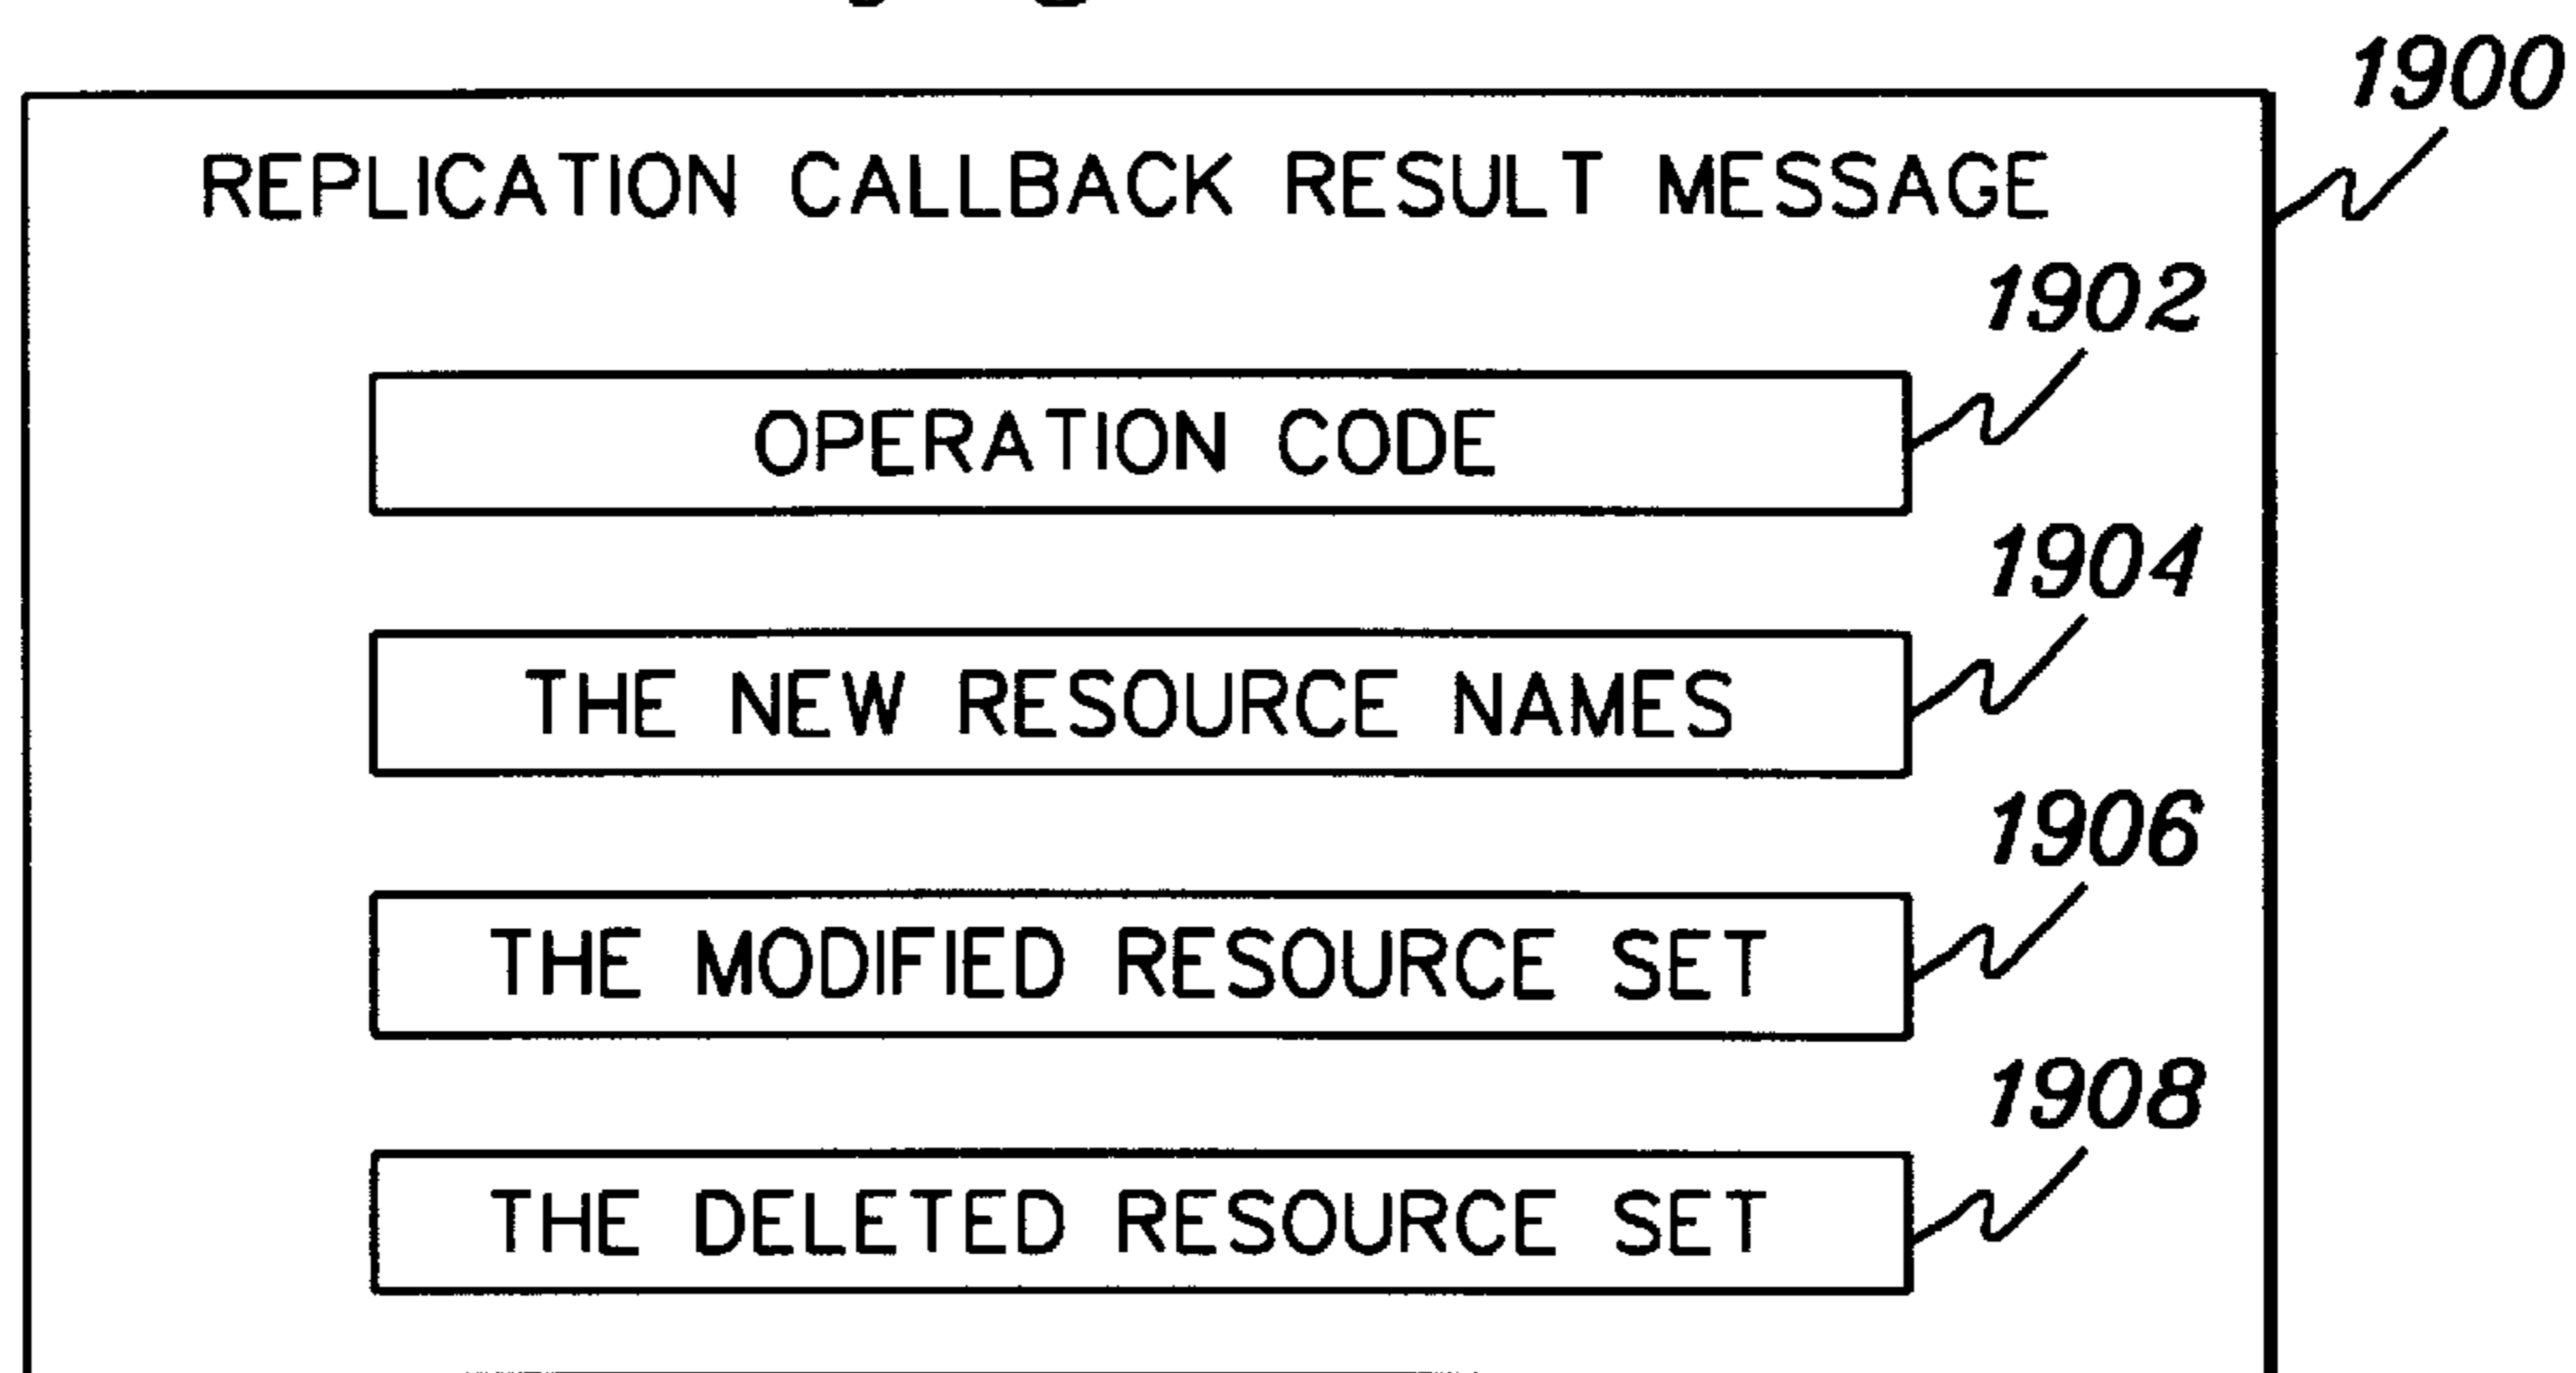 1900
REPLICATION CALLBACK RESULT MESSAGE
1902
OPERATION CODE
1904
THE NEW RESOURCE NAMES
1906
THE MODIFIED RESOURCE SET
1908
THE DELETED RESOURCE SET